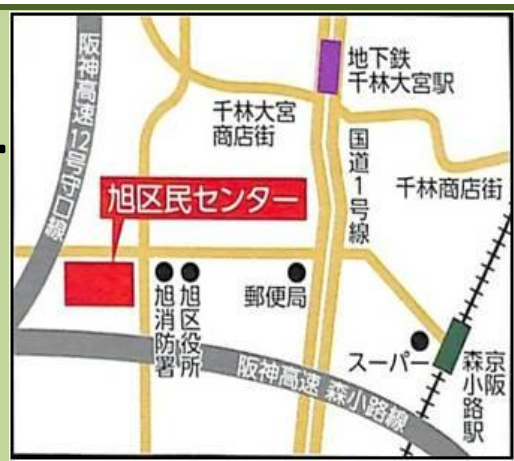 阪神高速12号守口線
地下鉄
千林大宮駅
千林大宮
商店街
国道1号線
千林商店街
旭区民センター
旭消防署
旭区役所
郵便局
スーパー
京阪
森小路駅
阪神高速 森小路線